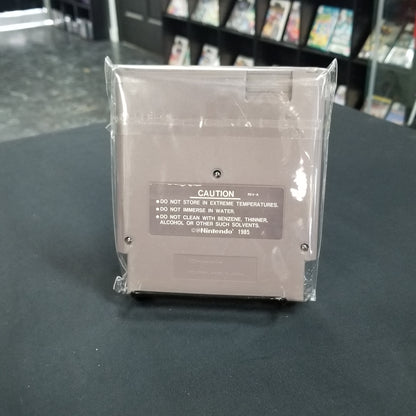 CAUTION REV-A
●DO NOT STORE IN EXTREME TEMPERATURES.
●DO NOT IMMERSE IN WATER.
●DO NOT CLEAN WITH BENZENE, THINNER,
ALCOHOL OR OTHER SUCH SOLVENTS.
©®Nintendo® 1985